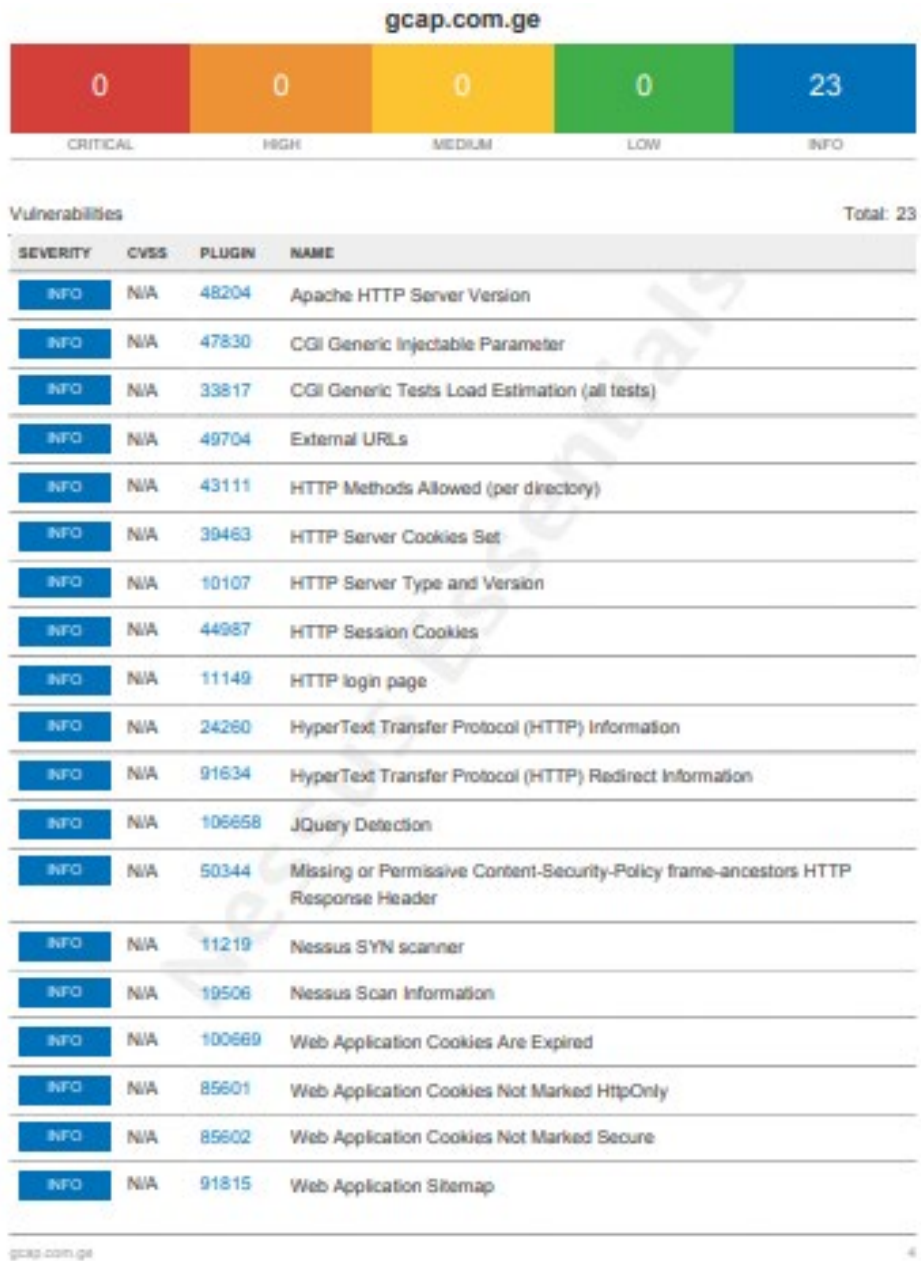 gcap.com.ge
0 0 0 0 23
CRITICAL HIGH MEDIUM LOW INFO
Vulnerabilities Total: 23
SEVERITY CVSS PLUGIN NAME
INFO N/A 48204 Apache HTTP Server Version
INFO N/A 47830 CGI Generic Injectable Parameter
INFO N/A 33817 CGI Generic Tests Load Estimation (all tests)
INFO N/A 49704 External URLs
INFO N/A 43111 HTTP Methods Allowed (per directory)
INFO N/A 39463 HTTP Server Cookies Set
INFO N/A 10107 HTTP Server Type and Version
INFO N/A 44987 HTTP Session Cookies
INFO N/A 11149 HTTP login page
INFO N/A 24260 HyperText Transfer Protocol (HTTP) Information
INFO N/A 91634 HyperText Transfer Protocol (HTTP) Redirect Information
INFO N/A 106658 JQuery Detection
INFO N/A 50344 Missing or Permissive Content-Security-Policy frame-ancestors HTTP
Response Header
INFO N/A 11219 Nessus SYN scanner
INFO N/A 19506 Nessus Scan Information
INFO N/A 100669 Web Application Cookies Are Expired
INFO N/A 85601 Web Application Cookies Not Marked HttpOnly
INFO N/A 85602 Web Application Cookies Not Marked Secure
INFO N/A 91815 Web Application Sitemap
gcap.com.ge 4
Nessus Essentials